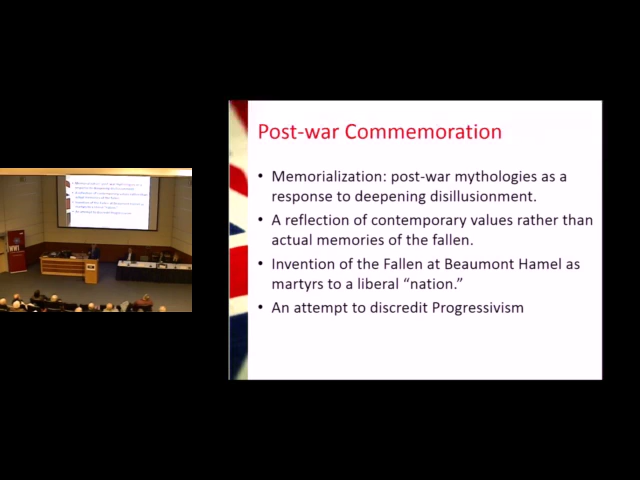 Post-war Commemoration
• Memorialization: post-war mythologies as a
response to deepening disillusionment.
• A reflection of contemporary values rather than
actual memories of the fallen.
• Invention of the Fallen at Beaumont Hamel as
martyrs to a liberal “nation.”
• An attempt to discredit Progressivism